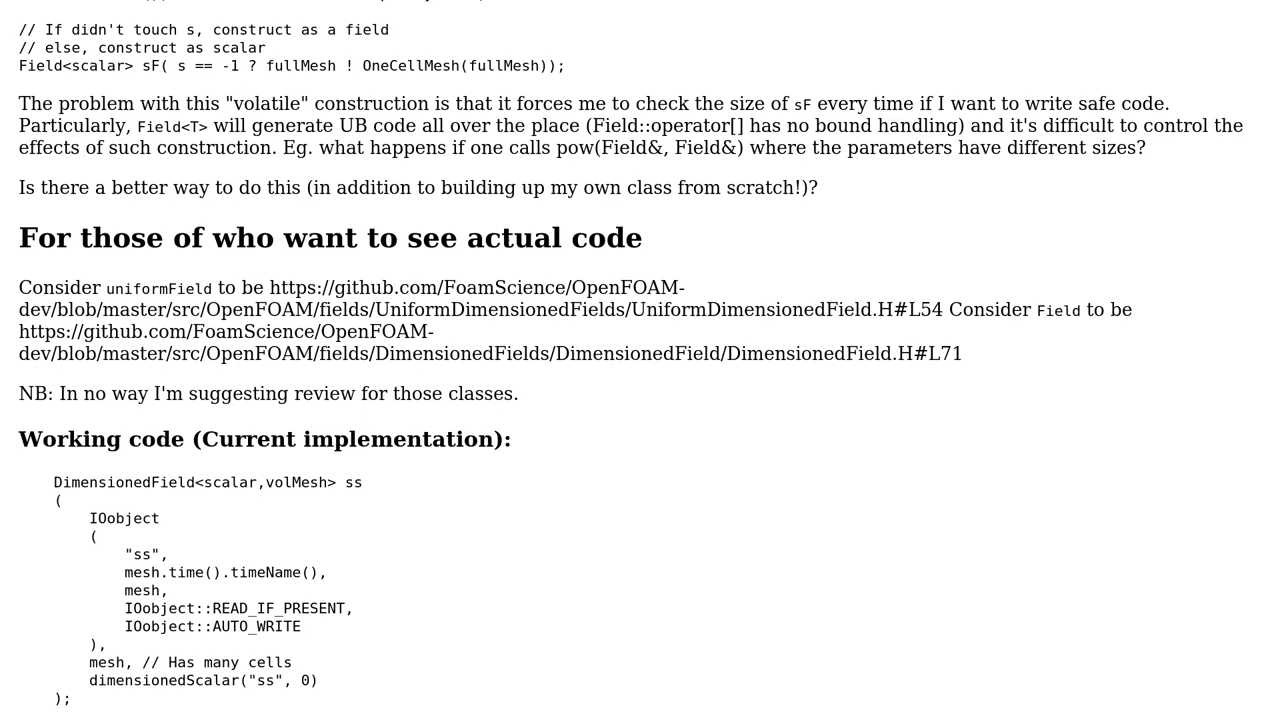 // If didn't touch s, construct as a field
// else, construct as scalar
Field<scalar> sF( s == -1 ? fullMesh ! OneCellMesh(fullMesh));
The problem with this "volatile" construction is that it forces me to check the size of sF every time if I want to write safe code.
Particularly, Field<T> will generate UB code all over the place (Field::operator[] has no bound handling) and it's difficult to control the
effects of such construction. Eg. what happens if one calls pow(Field&, Field&) where the parameters have different sizes?
Is there a better way to do this (in addition to building up my own class from scratch!)?
For those of who want to see actual code
Consider uniformField to be https://github.com/FoamScience/OpenFOAM-
dev/blob/master/src/OpenFOAM/fields/UniformDimensionedFields/UniformDimensionedField.H#L54 Consider Field to be
https://github.com/FoamScience/OpenFOAM-
dev/blob/master/src/OpenFOAM/fields/DimensionedFields/DimensionedField/DimensionedField.H#L71
NB: In no way I'm suggesting review for those classes.
Working code (Current implementation):
DimensionedField<scalar,volMesh> ss
(
IOobject
(
"ss",
mesh.time().timeName(),
mesh,
IOobject::READ_IF_PRESENT,
IOobject::AUTO_WRITE
),
mesh, // Has many cells
dimensionedScalar("ss", 0)
);